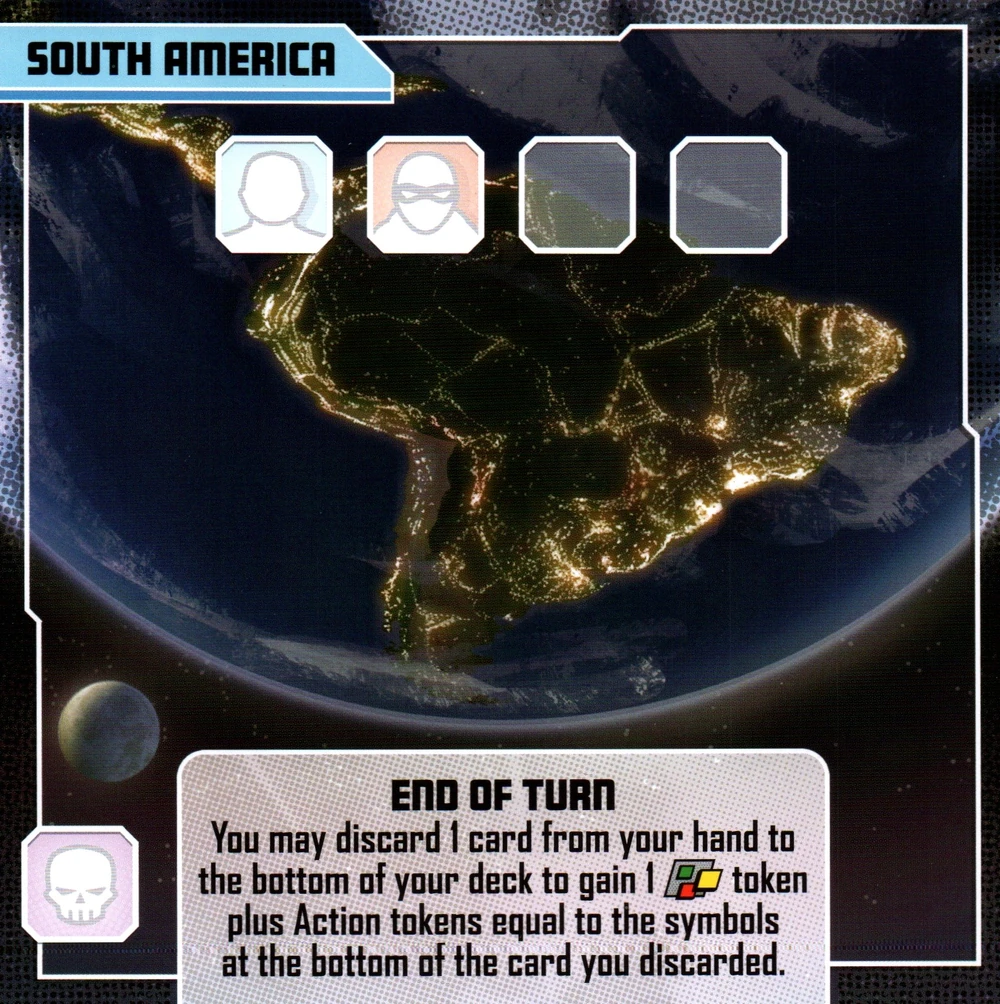 SOUTH AMERICA
END OF TURN
You may discard 1 card from your hand to
the bottom of your deck to gain 1 token
plus Action tokens equal to the symbols
at the bottom of the card you discarded.